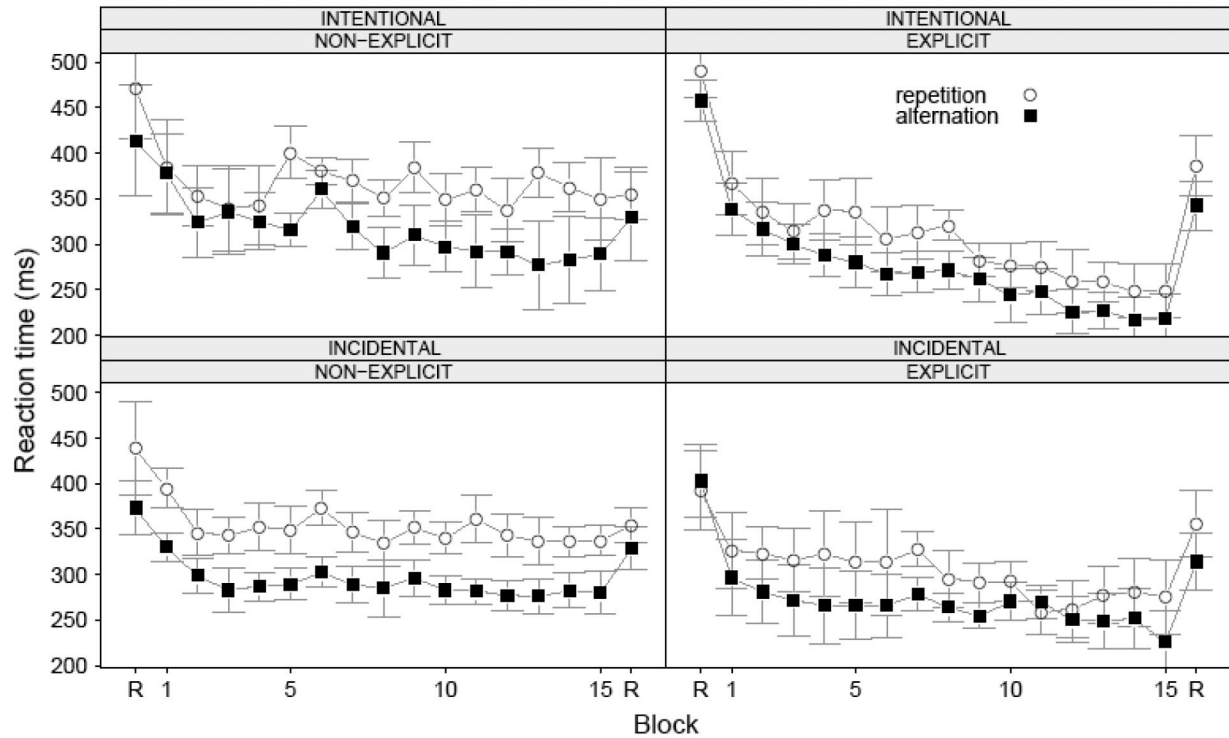 INTENTIONAL
NON-EXPLICIT
INTENTIONAL
EXPLICIT
repetition
alternation
500
450
400
350
300
250
200
INCIDENTAL
NON-EXPLICIT
INCIDENTAL
EXPLICIT
500
450
400
350
300
250
200
Reaction time (ms)
R 1 5 10 15 R
R 1 5 10 15 R
Block